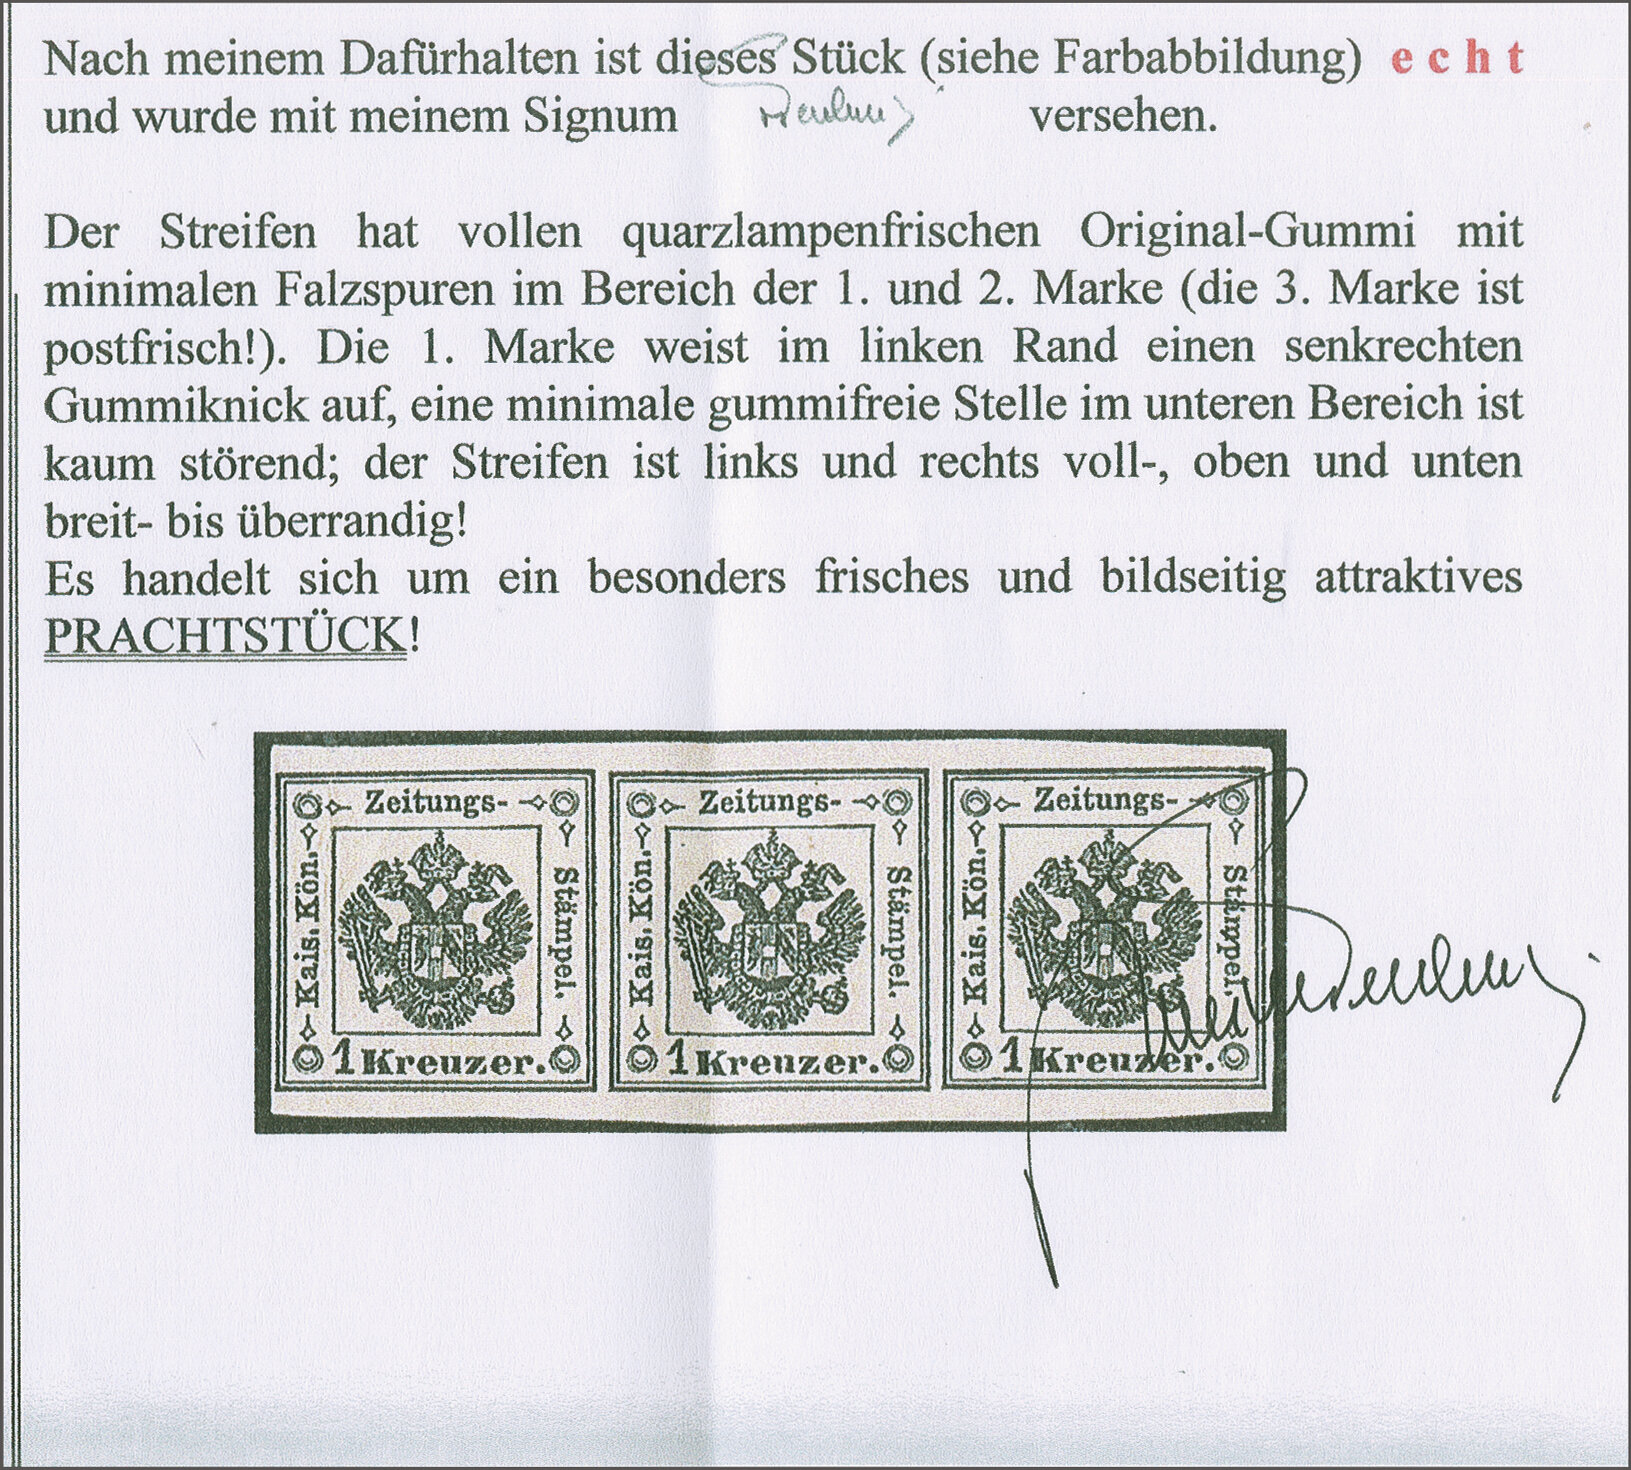 Nach meinem Dafürhalten ist dieses Stück (siehe Farbabbildung) e c h t
und wurde mit meinem Signum versehen.
Der Streifen hat vollen quarzlampenfrischen Original-Gummi mit
minimalen Falzspuren im Bereich der 1. und 2. Marke (die 3. Marke ist
postfrisch!). Die 1. Marke weist im linken Rand einen senkrechten
Gummiknick auf, eine minimale gummifreie Stelle im unteren Bereich ist
kaum störend; der Streifen ist links und rechts voll-, oben und unten
breit- bis überrandig!
Es handelt sich um ein besonders frisches und bildseitig attraktives
PRACHTSTÜCK!
Kais. Kön.
Zeitungs-
Stämpel.
1 Kreuzer.
Kais. Kön.
Zeitungs-
Stämpel.
1 Kreuzer.
Kais. Kön.
Zeitungs-
Stämpel.
1 Kreuzer.